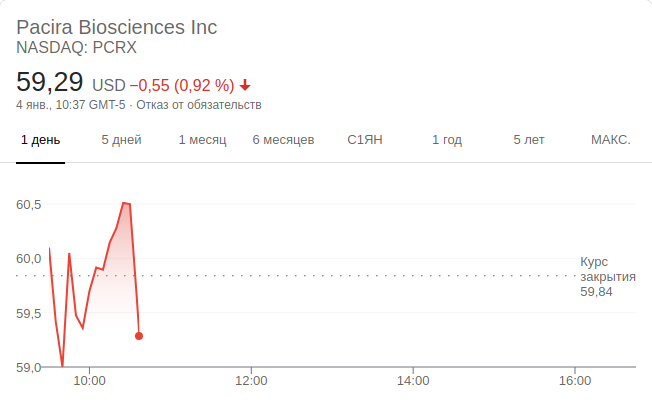 Pacira Biosciences Inc
NASDAQ: PCRX
59,29 USD −0,55 (0,92 %)
4 янв., 10:37 GMT-5 · Отказ от обязательств
1 день 5 дней 1 месяц 6 месяцев С1ЯН 1 год 5 лет МАКС.
60,5
60,0
Курс
закрытия
59,84
59,5
59,0
10:00 12:00 14:00 16:00